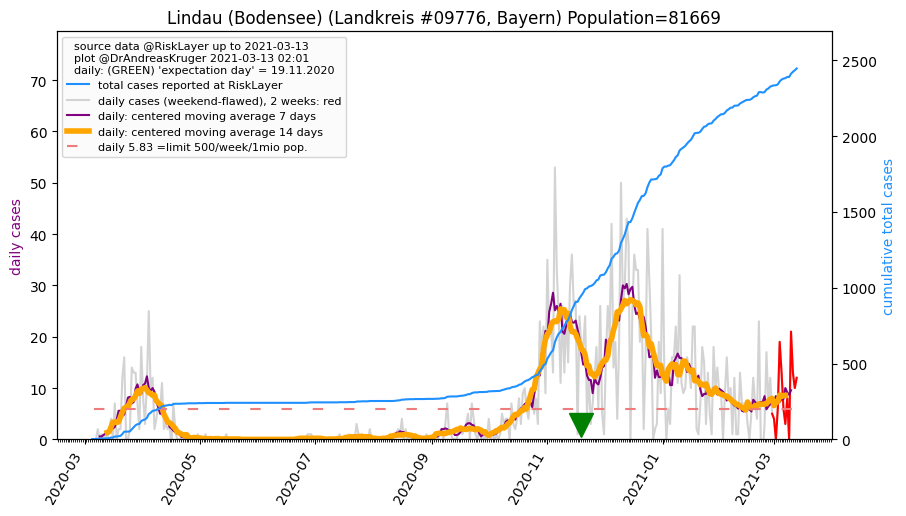 Lindau (Bodensee) (Landkreis #09776, Bayern) Population=81669
source data @RiskLayer up to 2021-03-13
plot @DrAndreasKruger 2021-03-13 02:01
daily: (GREEN) 'expectation day' = 19.11.2020
total cases reported at RiskLayer
daily cases (weekend-flawed), 2 weeks: red
daily: centered moving average 7 days
daily: centered moving average 14 days
daily 5.83 =limit 500/week/1mio pop.
daily cases
70
60
50
40
30
20
10
0
2500
2000
1500
1000
500
0
cumulative total cases
2020-03
2020-05
2020-07
2020-09
2020-11
2021-01
2021-03